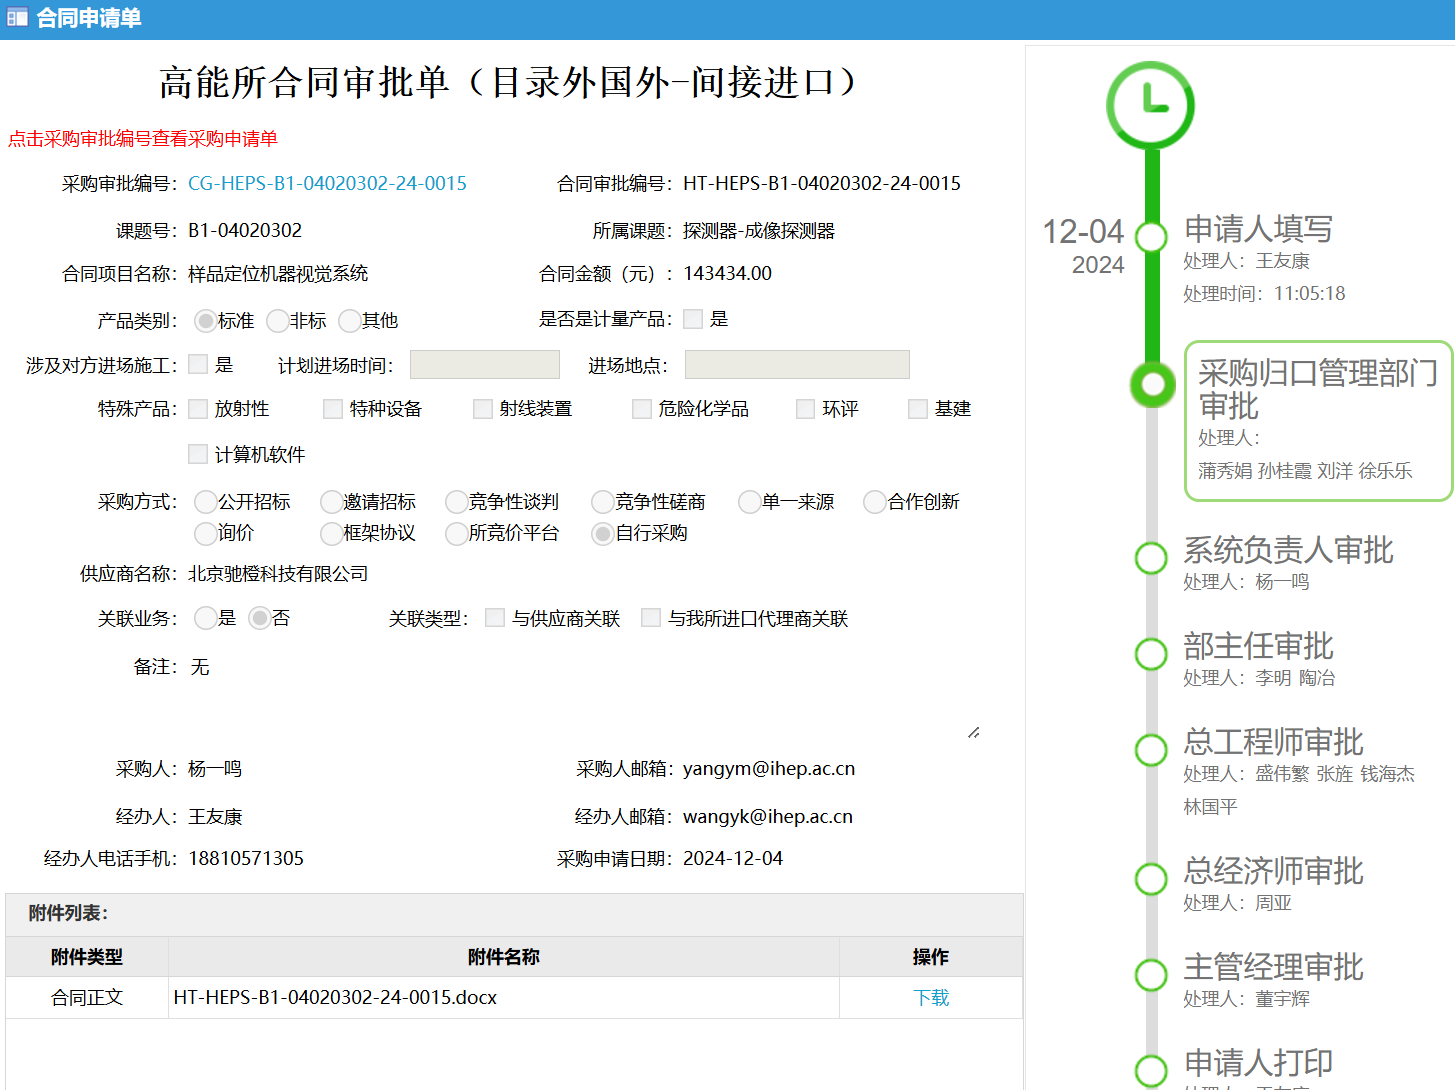 合同申请单
高能所合同审批单（目录外国外-间接进口）
点击采购审批编号查看采购申请单
采购审批编号： CG-HEPS-B1-04020302-24-0015 合同审批编号： HT-HEPS-B1-04020302-24-0015
课题号： B1-04020302 所属课题： 探测器-成像探测器
合同项目名称： 样品定位机器视觉系统 合同金额（元）： 143434.00
产品类别： 标准 非标 其他 是否是计量产品： 是
涉及对方进场施工： 是 计划进场时间： 进场地点：
特殊产品： 放射性 特种设备 射线装置 危险化学品 环评 基建
计算机软件
采购方式： 公开招标 邀请招标 竞争性谈判 竞争性磋商 单一来源 合作创新
询价 框架协议 所竞价平台 自行采购
供应商名称： 北京驰橙科技有限公司
关联业务： 是 否 关联类型： 与供应商关联 与我所进口代理商关联
备注： 无
采购人： 杨一鸣 采购人邮箱： yangym@ihep.ac.cn
经办人： 王友康 经办人邮箱： wangyk@ihep.ac.cn
经办人电话手机： 18810571305 采购申请日期： 2024-12-04
附件列表：
附件类型 附件名称 操作
合同正文 HT-HEPS-B1-04020302-24-0015.docx 下载
12-04
2024
申请人填写
处理人：王友康
处理时间：11:05:18
采购归口管理部门
审批
处理人：
蒲秀娟 孙桂霞 刘洋 徐乐乐
系统负责人审批
处理人：杨一鸣
部主任审批
处理人：李明 陶冶
总工程师审批
处理人：盛伟繁 张旌 钱海杰
林国平
总经济师审批
处理人：周亚
主管经理审批
处理人：董宇辉
申请人打印